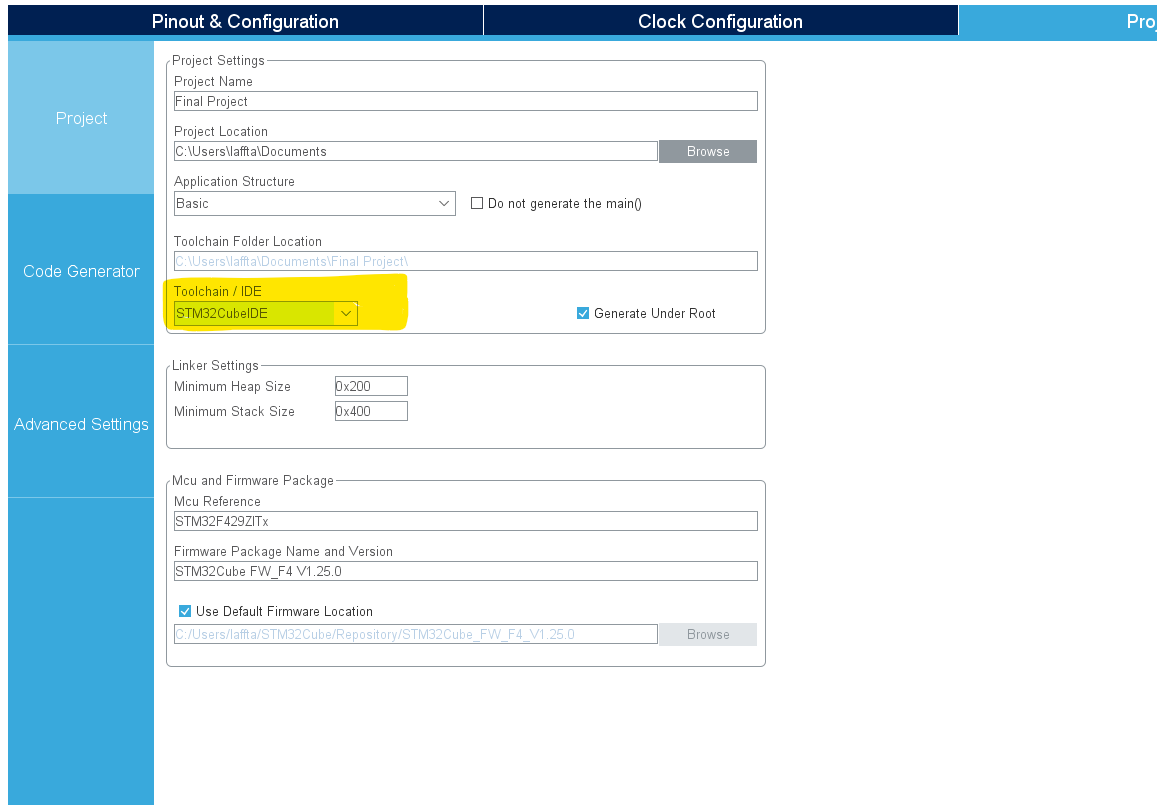 Pinout & Configuration
Clock Configuration
Project
Code Generator
Advanced Settings
Project Settings
Project Name
Final Project
Project Location
C:\Users\laffta\Documents
Browse
Application Structure
Basic
Do not generate the main()
Toolchain Folder Location
C:\Users\laffta\Documents\Final Project\
Toolchain / IDE
STM32CubeIDE
Generate Under Root
Linker Settings
Minimum Heap Size
0x200
Minimum Stack Size
0x400
Mcu and Firmware Package
Mcu Reference
STM32F429ZITx
Firmware Package Name and Version
STM32Cube FW_F4 V1.25.0
Use Default Firmware Location
C:/Users/laffta/STM32Cube/Repository/STM32Cube_FW_F4_V1.25.0
Browse